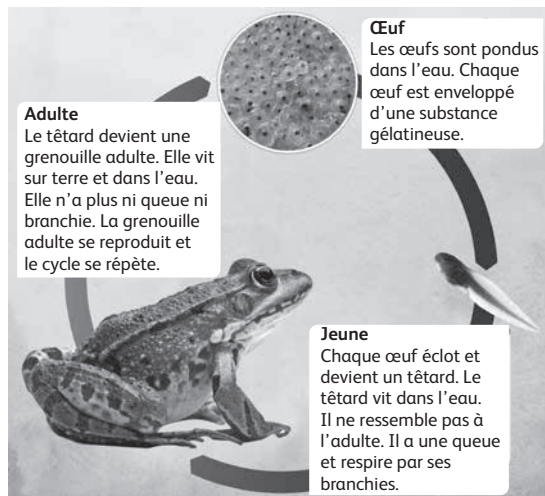 Œuf
Les œufs sont pondus
dans l’eau. Chaque
œuf est enveloppé
d’une substance
gélatineuse.
Jeune
Chaque œuf éclot et
devient un têtard. Le
têtard vit dans l’eau.
Il ne ressemble pas à
l’adulte. Il a une queue
et respire par ses
branchies.
Adulte
Le têtard devient une
grenouille adulte. Elle vit
sur terre et dans l’eau.
Elle n’a plus ni queue ni
branchie. La grenouille
adulte se reproduit et
le cycle se répète.